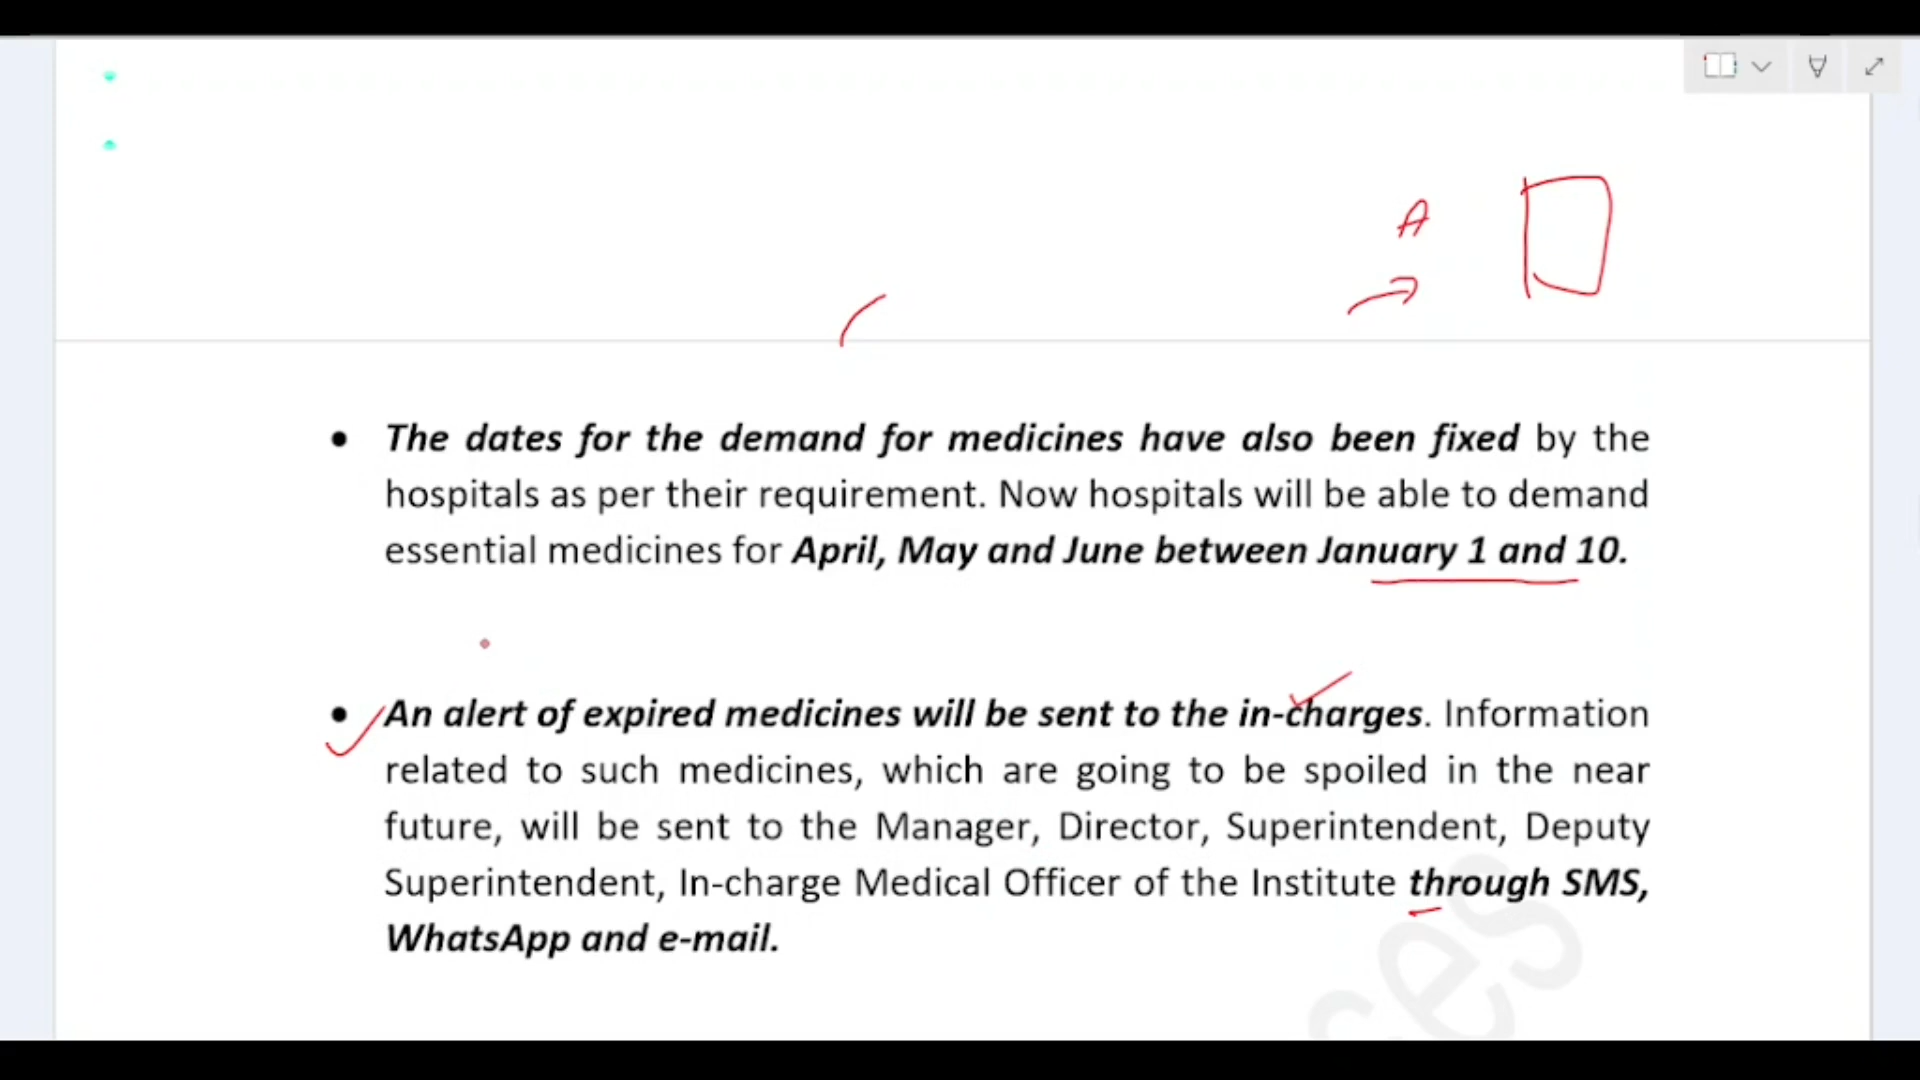 A
• The dates for the demand for medicines have also been fixed by the
hospitals as per their requirement. Now hospitals will be able to demand
essential medicines for April, May and June between January 1 and 10.
• An alert of expired medicines will be sent to the in-charges. Information
related to such medicines, which are going to be spoiled in the near
future, will be sent to the Manager, Director, Superintendent, Deputy
Superintendent, In-charge Medical Officer of the Institute through SMS,
WhatsApp and e-mail.
ces